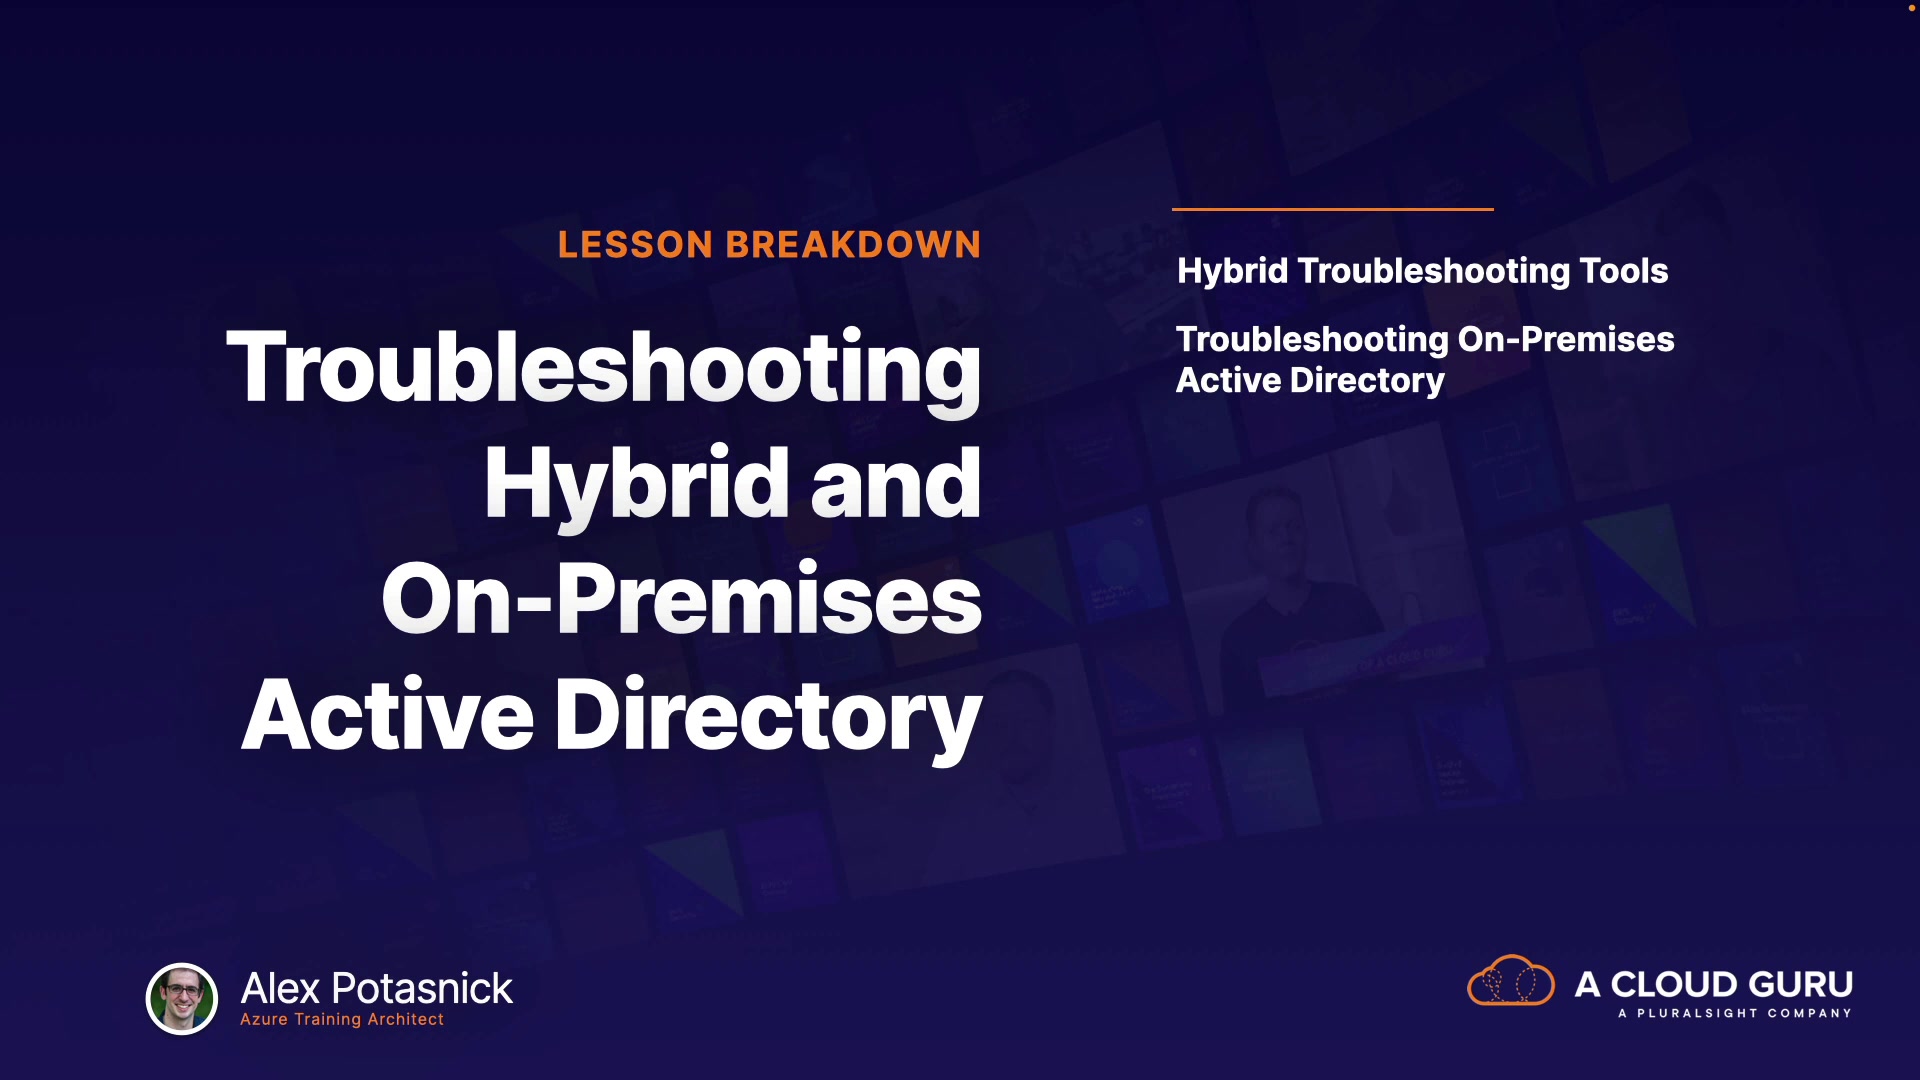 LESSON BREAKDOWN
Troubleshooting
Hybrid and
On-Premises
Active Directory
Hybrid Troubleshooting Tools
Troubleshooting On-Premises
Active Directory
Alex Potasnick
Azure Training Architect
A CLOUD GURU
A PLURALSIGHT COMPANY